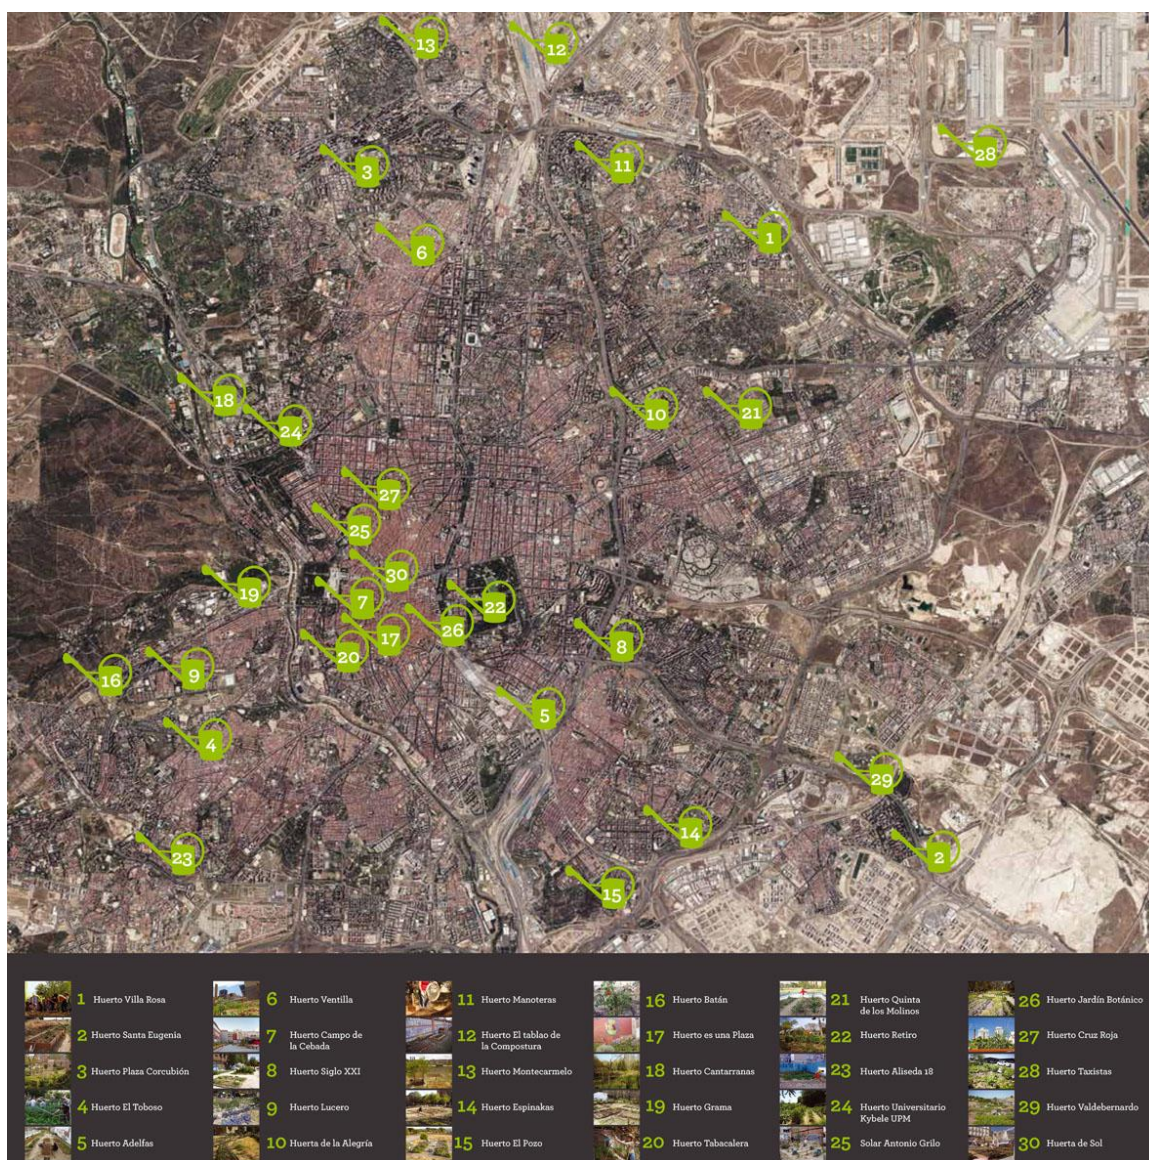 13
12
28
3
11
1
6
18
10
21
24
27
25
30
19
7
22
26
17
8
20
9
16
5
4
29
14
23
2
15
1 Huerto Villa Rosa
2 Huerto Santa Eugenia
3 Huerto Plaza Corcubión
4 Huerto El Toboso
5 Huerto Adelfas
6 Huerto Ventilla
7 Huerto Campo de
la Cebada
8 Huerto Siglo XXI
9 Huerto Lucero
10 Huerta de la Alegría
11 Huerto Manoteras
12 Huerto El tablao de
la Compostura
13 Huerto Montecarmelo
14 Huerto Espinakas
15 Huerto El Pozo
16 Huerto Batán
17 Huerto es una Plaza
18 Huerto Cantarranas
19 Huerto Grama
20 Huerto Tabacalera
21 Huerto Quinta
de los Molinos
22 Huerto Retiro
23 Huerto Aliseda 18
24 Huerto Universitario
Kybele UPM
25 Solar Antonio Grilo
26 Huerto Jardín Botánico
27 Huerto Cruz Roja
28 Huerto Taxistas
29 Huerto Valdebernardo
30 Huerta de Sol